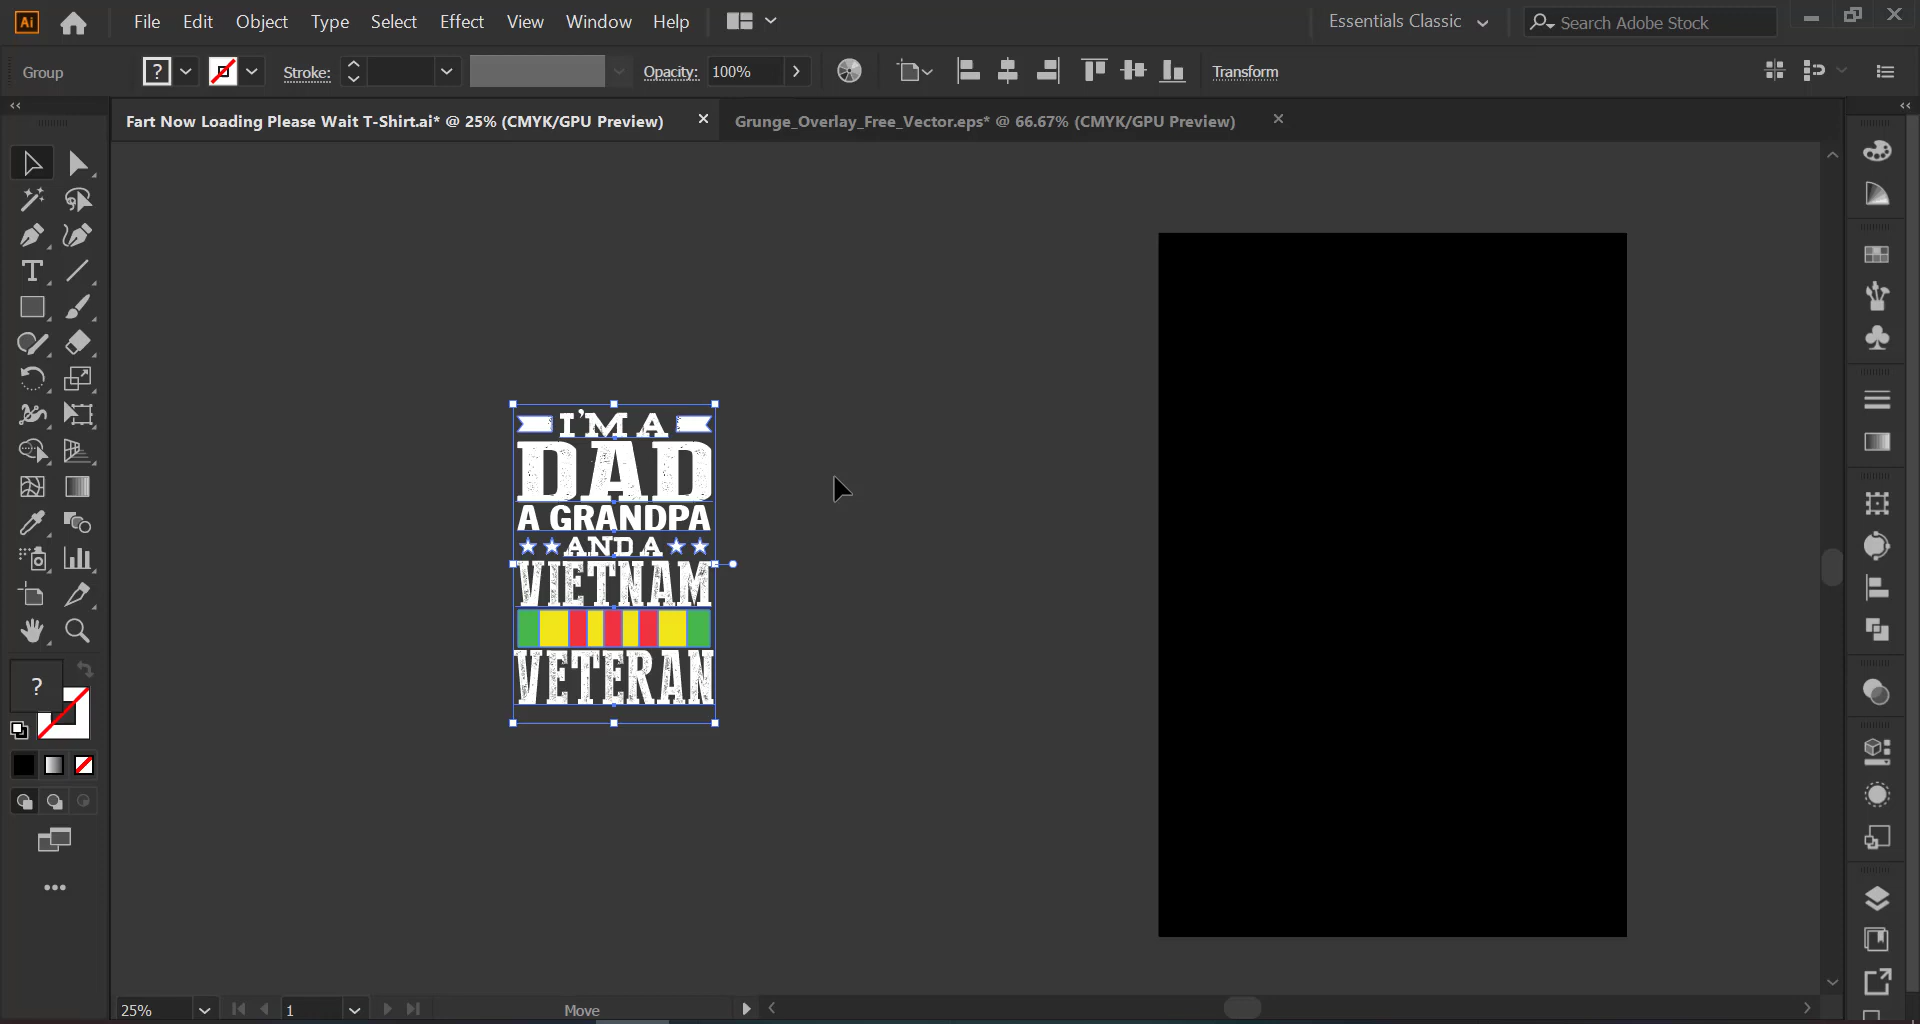 Ai File Edit Object Type Select Effect View Window Help Essentials Classic Search Adobe Stock
Group ? Stroke: Opacity: 100% Transform
Fart Now Loading Please Wait T-Shirt.ai* @ 25% (CMYK/GPU Preview) × Grunge_Overlay_Free_Vector.eps* @ 66.67% (CMYK/GPU Preview) ×
I'M A
DAD
A GRANDPA
AND A
VIETNAM
VETERAN
?
25% 1 Move